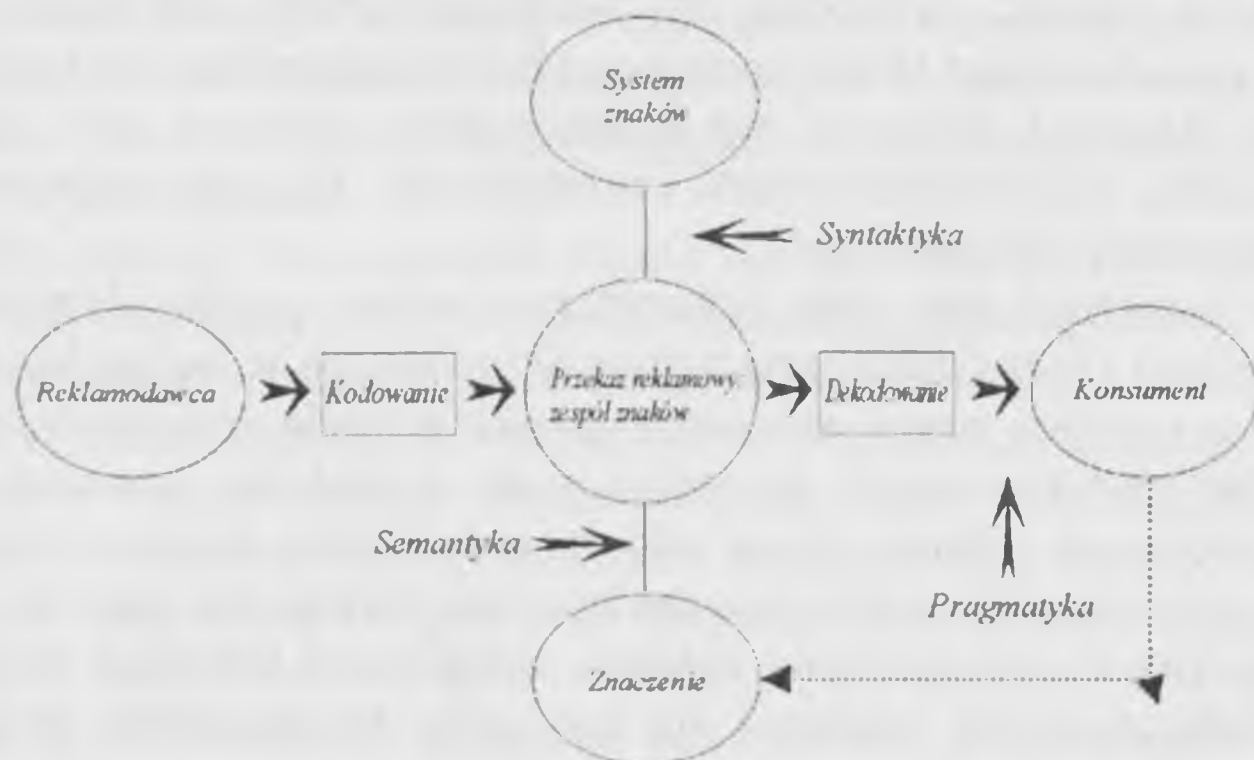 System
znaków
Syntaktyka
Reklamodawca
Kodowanie
Przekaz reklamowy:
zespół znaków
Dekodowanie
Konsument
Semantyka
Pragmatyka
Znaczenie